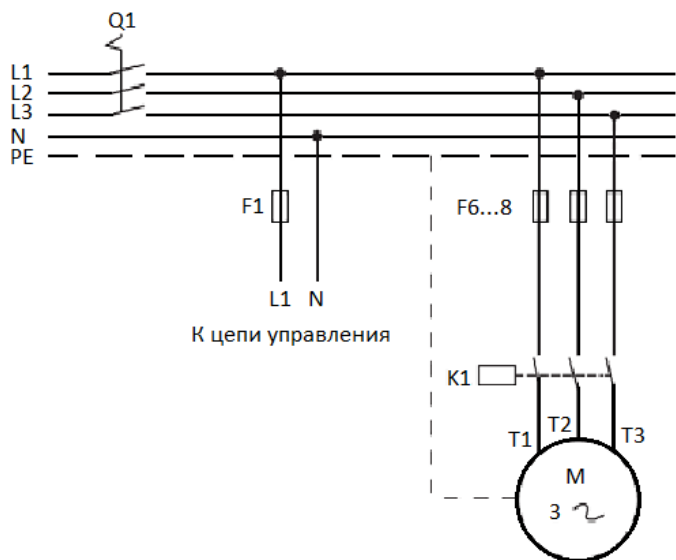 Q1
L1
L2
L3
N
PE
F1
F6...8
L1 N
К цепи управления
K1
T1 T2 T3
M
3